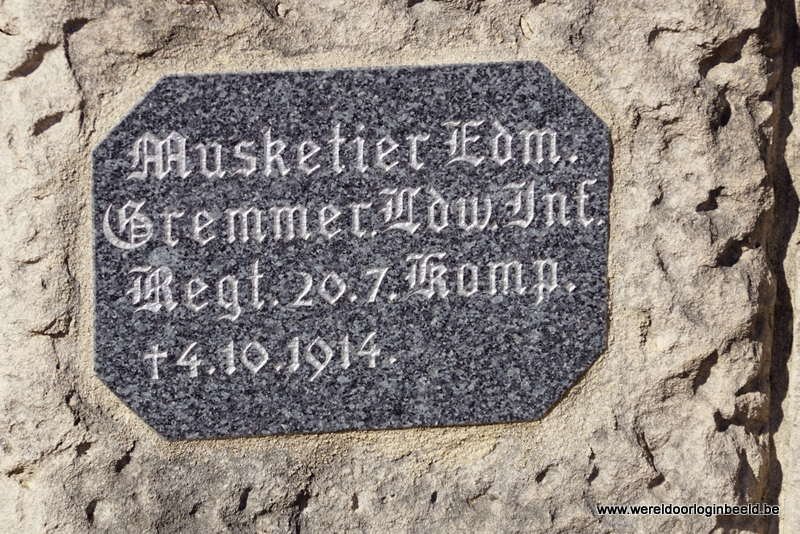 Musketier Edm.
Gremmer. Ldw. Inf.
Regt. 20. 7. Komp.
† 4.10.1914.
www.wereldoorloginbeeld.be